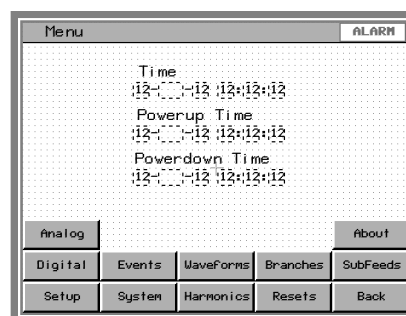 Menu ALARM
Time
12- -12 12:12:12
Powerup Time
12- -12 12:12:12
Powerdown Time
12- -12 12:12:12
Analog About
Digital Events Waveforms Branches SubFeeds
Setup System Harmonics Resets Back